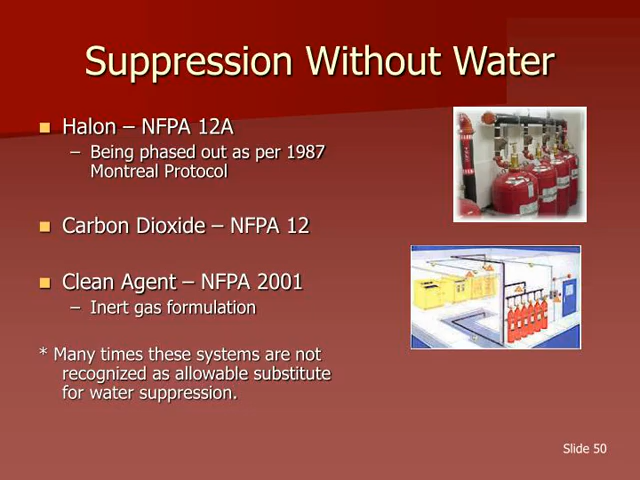 Suppression Without Water
Halon – NFPA 12A
– Being phased out as per 1987
Montreal Protocol
Carbon Dioxide – NFPA 12
Clean Agent – NFPA 2001
– Inert gas formulation
* Many times these systems are not
recognized as allowable substitute
for water suppression.
Slide 50